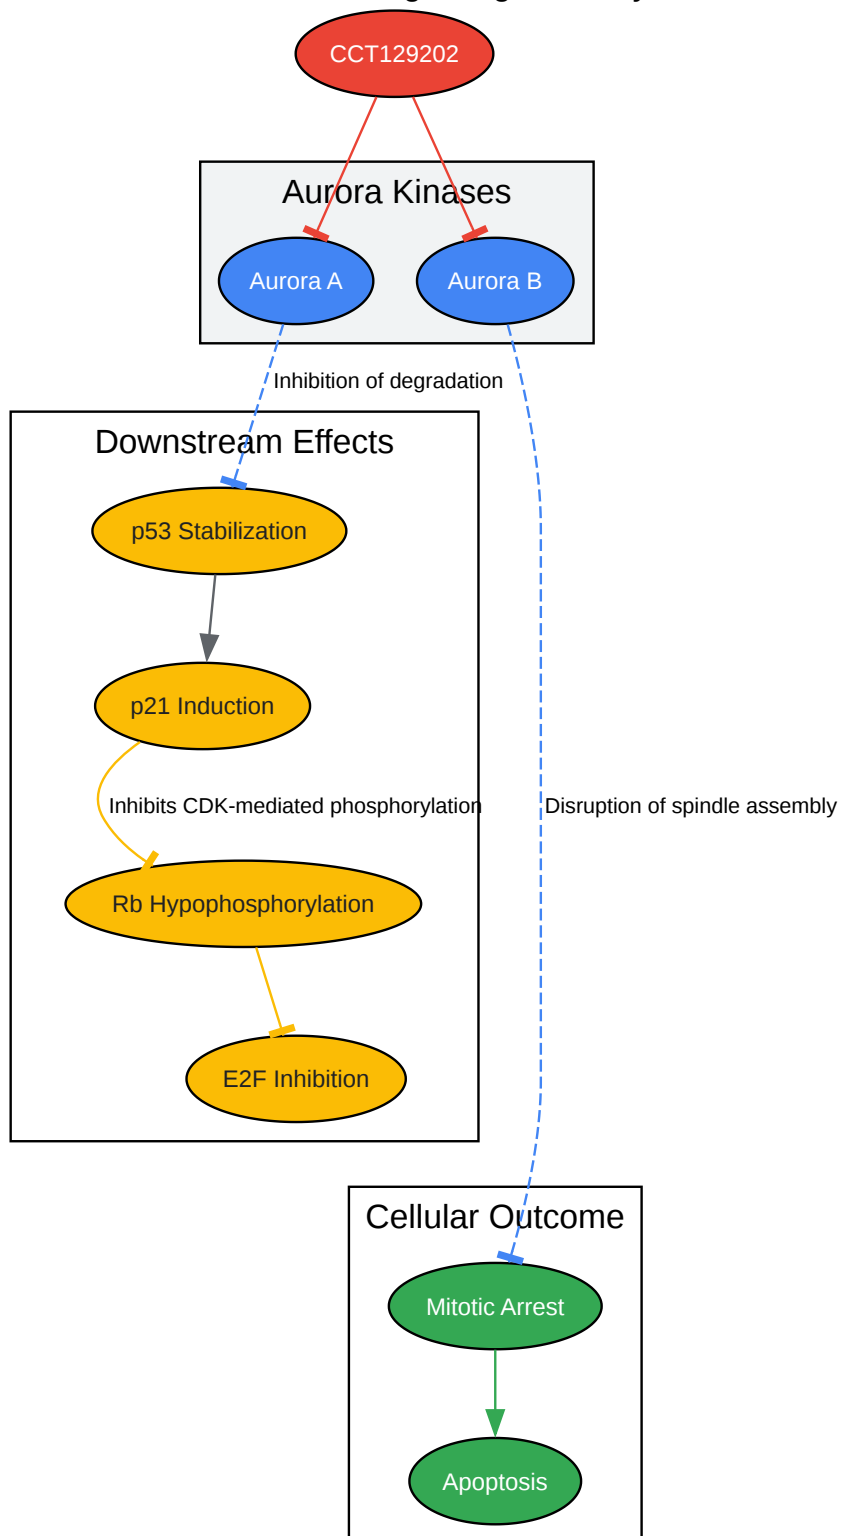 CCT129202
Aurora Kinases
Aurora A
Aurora B
Inhibition of degradation
Downstream Effects
p53 Stabilization
p21 Induction
Inhibits CDK-mediated phosphorylation
Disruption of spindle assembly
Rb Hypophosphorylation
E2F Inhibition
Cellular Outcome
Mitotic Arrest
Apoptosis